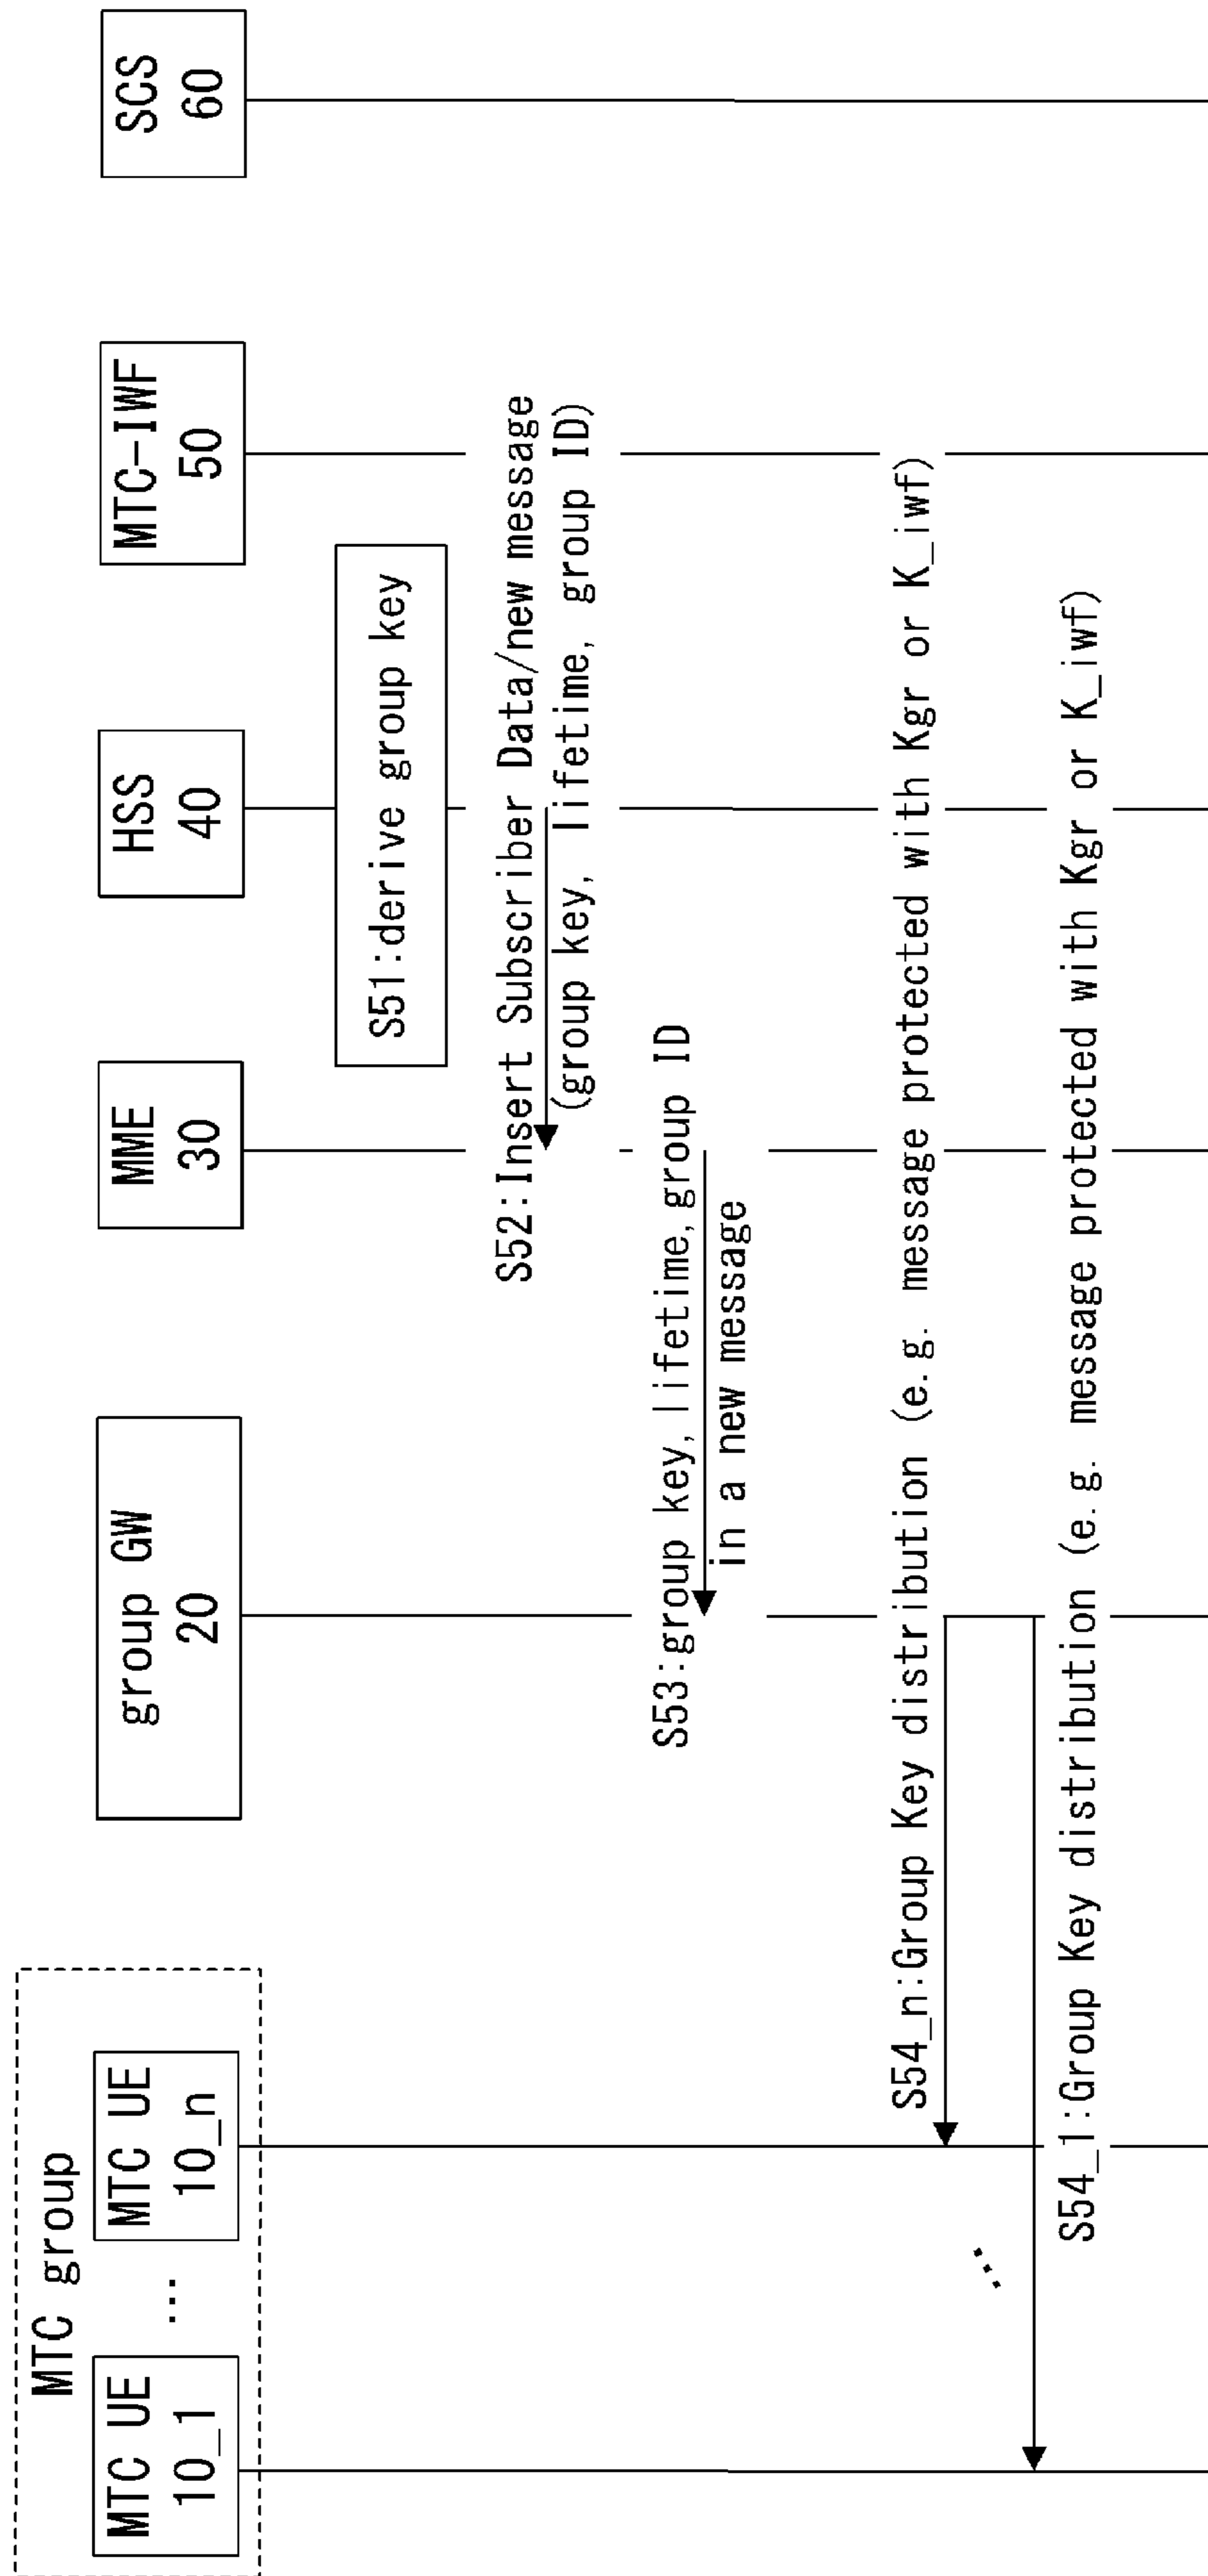 MTC group
MTC UE
10_1
...
MTC UE
10_n
group GW
20
MME
30
HSS
40
MTC-IWF
50
SCS
60
S51:derive group key
S52:Insert Subscriber Data/new message
(group key, lifetime, group ID)
S53:group key, lifetime, group ID
in a new message
S54_n:Group Key distribution (e.g. message protected with Kgr or K_iwf)
...
S54_1:Group Key distribution (e.g. message protected with Kgr or K_iwf)